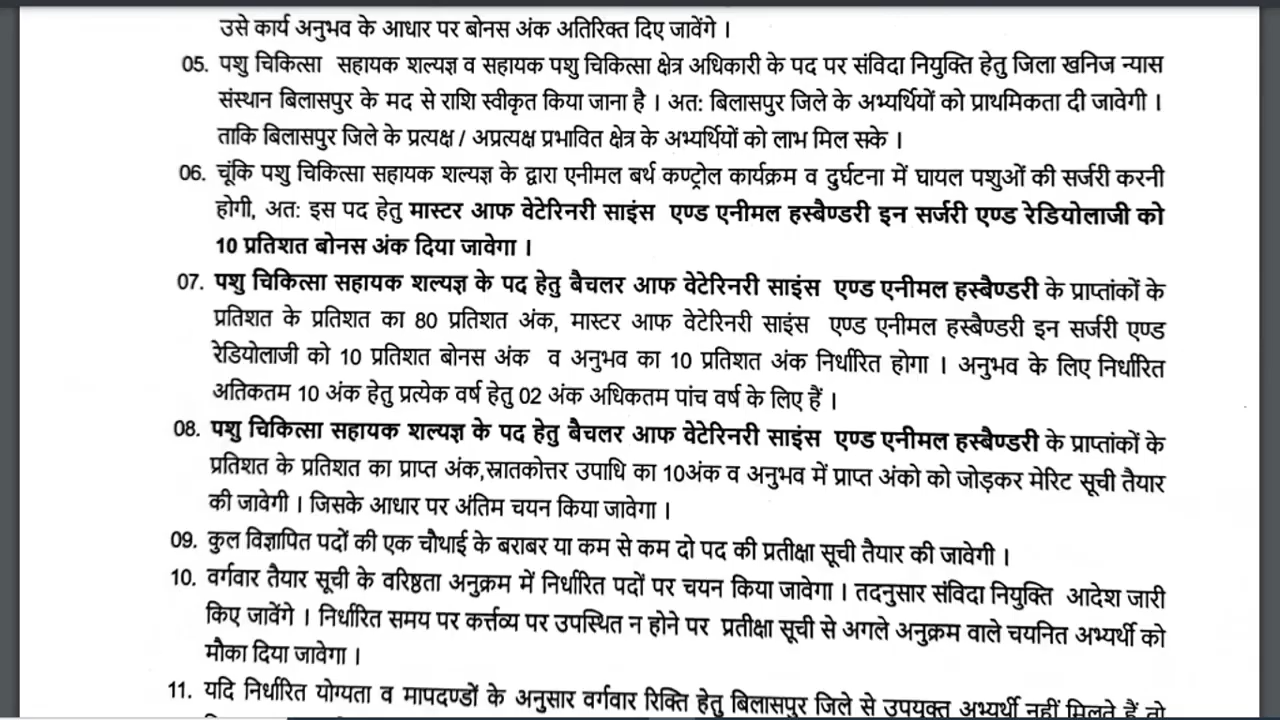 उसे कार्य अनुभव के आधार पर बोनस अंक अतिरिक्त दिए जावेंगे ।
05. पशु चिकित्सा सहायक शल्यज्ञ व सहायक पशु चिकित्सा क्षेत्र अधिकारी के पद पर संविदा नियुक्ति हेतु जिला खनिज न्यास
संस्थान बिलासपुर के मद से राशि स्वीकृत किया जाना है । अतः बिलासपुर जिले के अभ्यर्थियों को प्राथमिकता दी जावेगी ।
ताकि बिलासपुर जिले के प्रत्यक्ष / अप्रत्यक्ष प्रभावित क्षेत्र के अभ्यर्थियों को लाभ मिल सके ।
06. चूंकि पशु चिकित्सा सहायक शल्यज्ञ के द्वारा एनीमल बर्थ कण्ट्रोल कार्यक्रम व दुर्घटना में घायल पशुओं की सर्जरी करनी
होगी, अतः इस पद हेतु मास्टर आफ वेटेरिनरी साइंस एण्ड एनीमल हस्बैण्डरी इन सर्जरी एण्ड रेडियोलाजी को
10 प्रतिशत बोनस अंक दिया जावेगा ।
07. पशु चिकित्सा सहायक शल्यज्ञ के पद हेतु बैचलर आफ वेटेरिनरी साइंस एण्ड एनीमल हस्बैण्डरी के प्राप्तांकों के
प्रतिशत के प्रतिशत का 80 प्रतिशत अंक, मास्टर आफ वेटेरिनरी साइंस एण्ड एनीमल हस्बैण्डरी इन सर्जरी एण्ड
रेडियोलाजी को 10 प्रतिशत बोनस अंक व अनुभव का 10 प्रतिशत अंक निर्धारित होगा । अनुभव के लिए निर्धारित
अतिकतम 10 अंक हेतु प्रत्येक वर्ष हेतु 02 अंक अधिकतम पांच वर्ष के लिए हैं ।
08. पशु चिकित्सा सहायक शल्यज्ञ के पद हेतु बैचलर आफ वेटेरिनरी साइंस एण्ड एनीमल हस्बैण्डरी के प्राप्तांकों के
प्रतिशत के प्रतिशत का प्राप्त अंक,स्नातकोत्तर उपाधि का 10अंक व अनुभव में प्राप्त अंको को जोड़कर मेरिट सूची तैयार
की जावेगी । जिसके आधार पर अंतिम चयन किया जावेगा ।
09. कुल विज्ञापित पदों की एक चौथाई के बराबर या कम से कम दो पद की प्रतीक्षा सूची तैयार की जावेगी ।
10. वर्गवार तैयार सूची के वरिष्ठता अनुक्रम में निर्धारित पदों पर चयन किया जावेगा । तदनुसार संविदा नियुक्ति आदेश जारी
किए जावेंगे । निर्धारित समय पर कर्त्तव्य पर उपस्थित न होने पर प्रतीक्षा सूची से अगले अनुक्रम वाले चयनित अभ्यर्थी को
मौका दिया जावेगा ।
11. यदि निर्धारित योग्यता व मापदण्डों के अनुसार वर्गवार रिक्ति हेतु बिलासपुर जिले से उपयुक्त अभ्यर्थी नहीं मिलते हैं तो